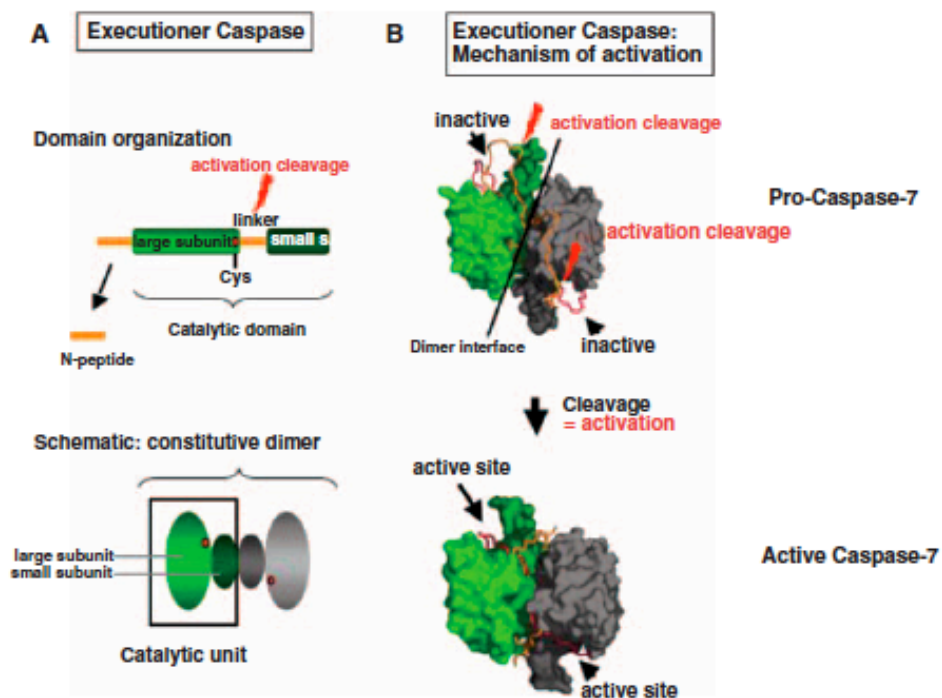 A
Executioner Caspase
Domain organization
activation cleavage
linker
large subunit
small s
Cys
Catalytic domain
N-peptide
Schematic: constitutive dimer
large subunit
small subunit
Catalytic unit
B
Executioner Caspase:
Mechanism of activation
inactive
activation cleavage
Pro-Caspase-7
activation cleavage
Dimer interface
inactive
Cleavage
= activation
active site
Active Caspase-7
active site